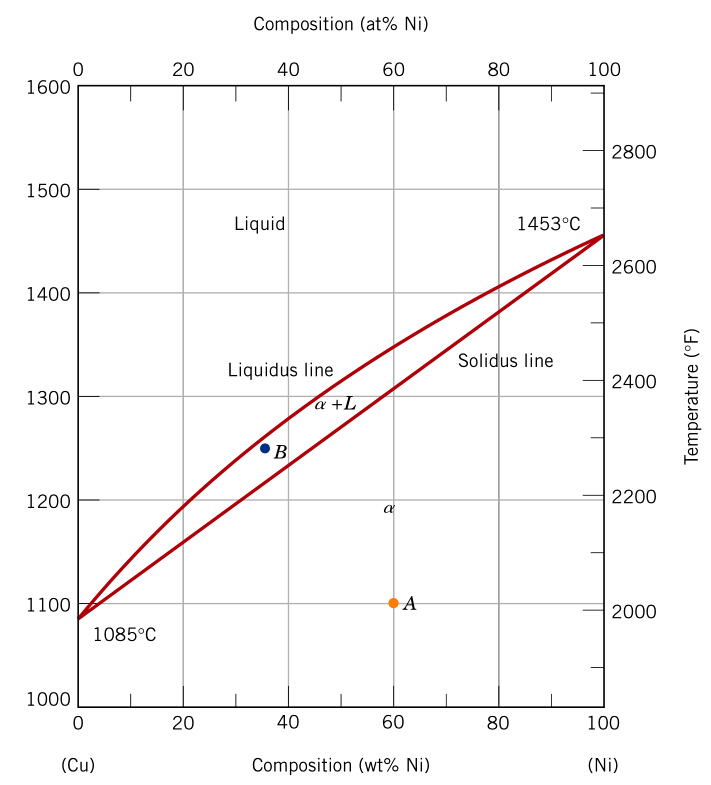 Composition (at% Ni)
0 20 40 60 80 100
1600
2800
1500
Liquid
1453°C
2600
1400
Liquidus line
Solidus line
2400
1300
α + L
B
1200
2200
α
1100
A
2000
1085°C
1000
0 20 40 60 80 100
(Cu) Composition (wt% Ni) (Ni)
Temperature (°F)